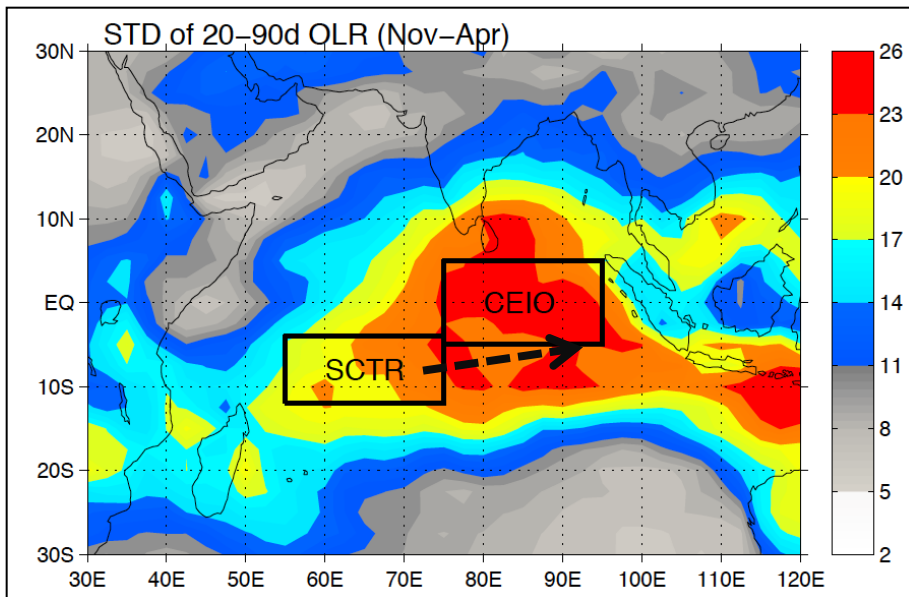 STD of 20−90d OLR (Nov−Apr)
30N
20N
10N
EQ
10S
20S
30S
CEIO
SCTR
30E 40E 50E 60E 70E 80E 90E 100E 110E 120E
26
23
20
17
14
11
8
5
2